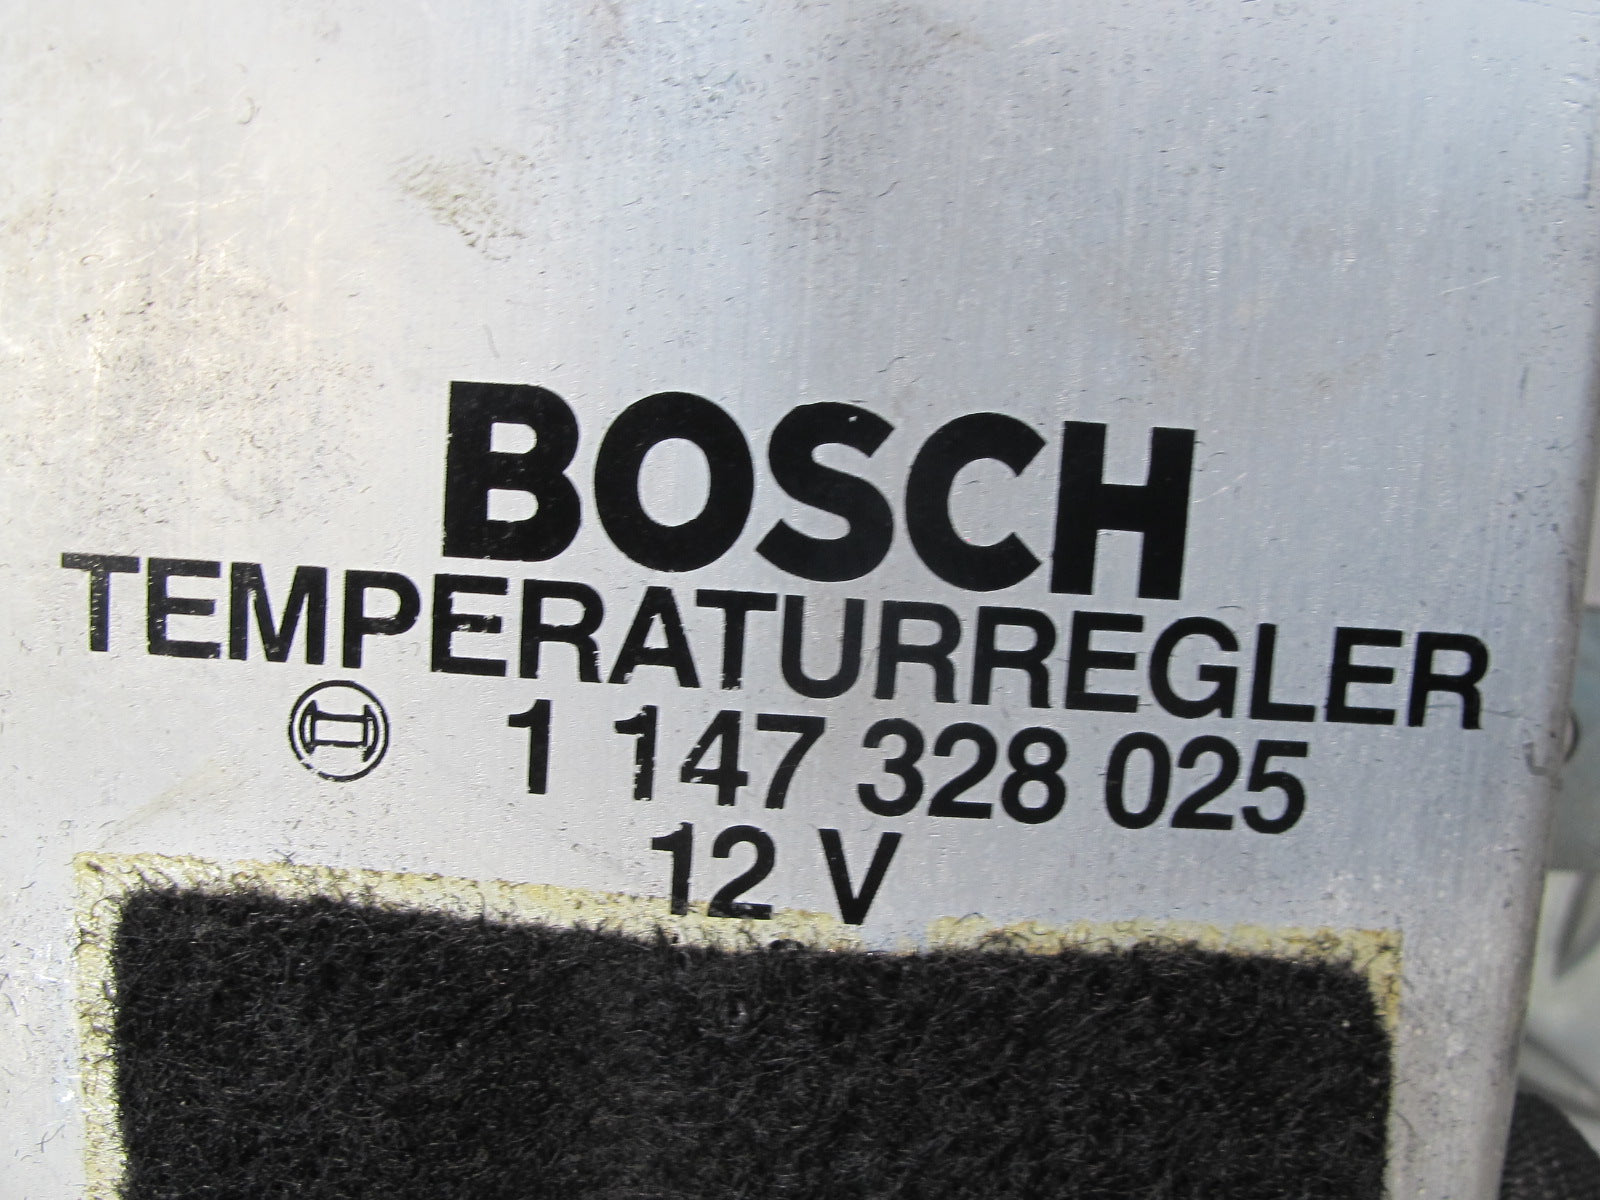 BOSCH
TEMPERATURREGLER
1 147 328 025
12 V